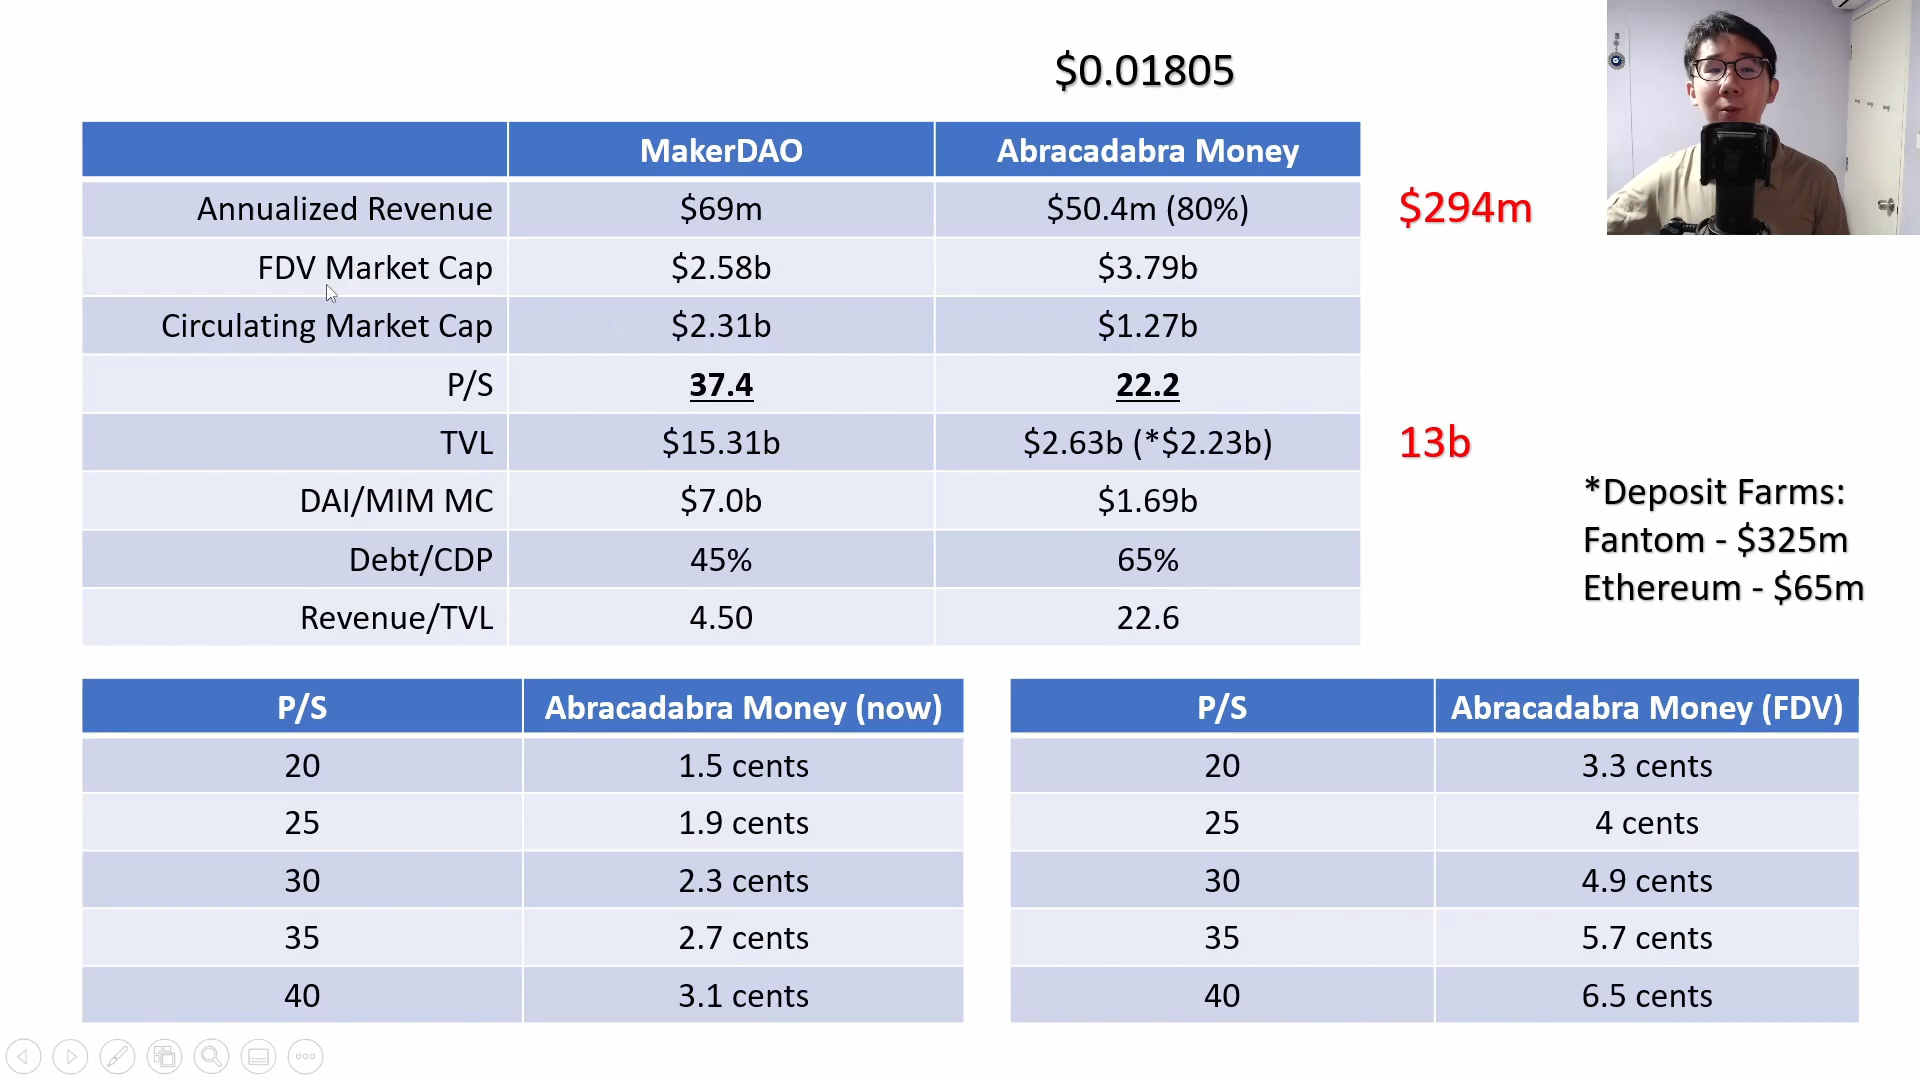 $0.01805
MakerDAO Abracadabra Money
Annualized Revenue $69m $50.4m (80%) $294m
FDV Market Cap $2.58b $3.79b
Circulating Market Cap $2.31b $1.27b
P/S 37.4 22.2
TVL $15.31b $2.63b (*$2.23b) 13b
DAI/MIM MC $7.0b $1.69b
Debt/CDP 45% 65%
Revenue/TVL 4.50 22.6
*Deposit Farms:
Fantom - $325m
Ethereum - $65m
P/S Abracadabra Money (now)
20 1.5 cents
25 1.9 cents
30 2.3 cents
35 2.7 cents
40 3.1 cents
P/S Abracadabra Money (FDV)
20 3.3 cents
25 4 cents
30 4.9 cents
35 5.7 cents
40 6.5 cents